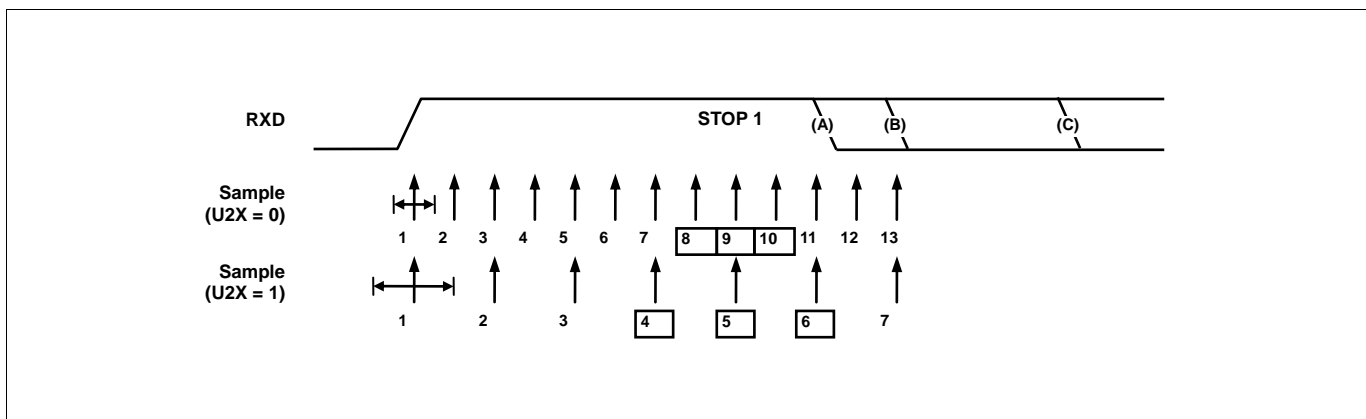 RXD STOP 1 (A) (B) (C)
Sample
(U2X = 0)
1 2 3 4 5 6 7 8 9 10 11 12 13
Sample
(U2X = 1)
1 2 3 4 5 6 7